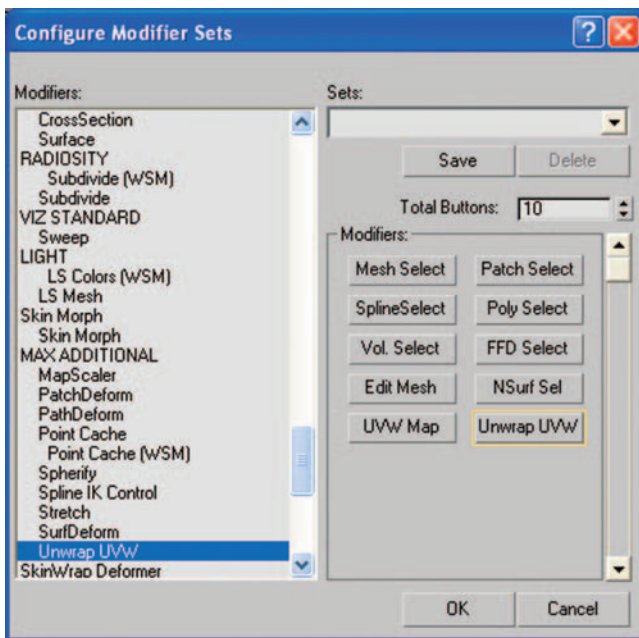 Configure Modifier Sets
Modifiers:
CrossSection
Surface
RADIOSITY
Subdivide (WSM)
Subdivide
VIZ STANDARD
Sweep
LIGHT
LS Colors (WSM)
LS Mesh
Skin Morph
Skin Morph
MAX ADDITIONAL
MapScaler
PatchDeform
PathDeform
Point Cache
Point Cache (WSM)
Spherify
Spline IK Control
Stretch
SurfDeform
Unwrap UVW
SkinWrap Deformer
Sets:
Save Delete
Total Buttons: 10
Modifiers:
Mesh Select Patch Select
SplineSelect Poly Select
Vol. Select FFD Select
Edit Mesh NSurf Sel
UVW Map Unwrap UVW
OK Cancel